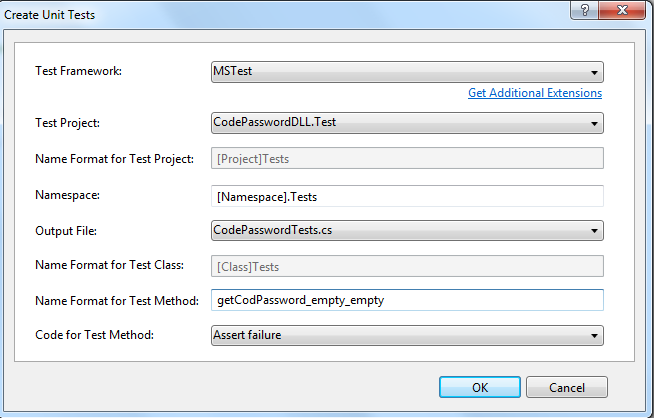 Create Unit Tests
Test Framework: MSTest
Get Additional Extensions
Test Project: CodePasswordDLL.Test
Name Format for Test Project: [Project]Tests
Namespace: [Namespace].Tests
Output File: CodePasswordTests.cs
Name Format for Test Class: [Class]Tests
Name Format for Test Method: getCodPassword_empty_empty
Code for Test Method: Assert failure
OK Cancel